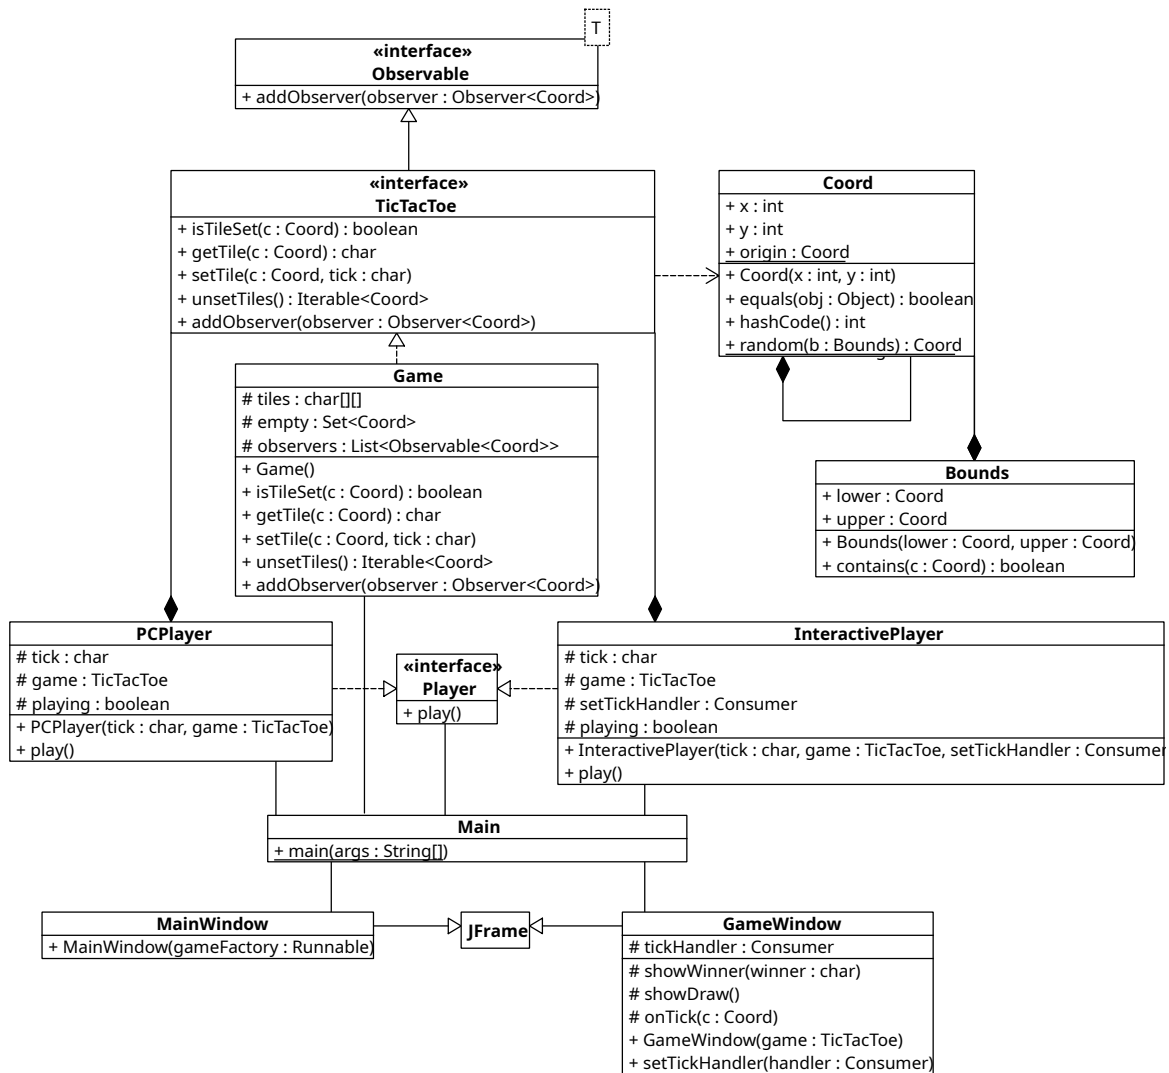 T
«interface»
Observable
+ addObserver(observer : Observer<Coord>)
«interface»
TicTacToe
+ isTileSet(c : Coord) : boolean
+ getTile(c : Coord) : char
+ setTile(c : Coord, tick : char)
+ unsetTiles() : Iterable<Coord>
+ addObserver(observer : Observer<Coord>)
Coord
+ x : int
+ y : int
+ origin : Coord
+ Coord(x : int, y : int)
+ equals(obj : Object) : boolean
+ hashCode() : int
+ random(b : Bounds) : Coord
Game
# tiles : char[][]
# empty : Set<Coord>
# observers : List<Observable<Coord>>
+ Game()
+ isTileSet(c : Coord) : boolean
+ getTile(c : Coord) : char
+ setTile(c : Coord, tick : char)
+ unsetTiles() : Iterable<Coord>
+ addObserver(observer : Observer<Coord>)
Bounds
+ lower : Coord
+ upper : Coord
+ Bounds(lower : Coord, upper : Coord)
+ contains(c : Coord) : boolean
PCPlayer
# tick : char
# game : TicTacToe
# playing : boolean
+ PCPlayer(tick : char, game : TicTacToe)
+ play()
«interface»
Player
+ play()
InteractivePlayer
# tick : char
# game : TicTacToe
# setTickHandler : Consumer
# playing : boolean
+ InteractivePlayer(tick : char, game : TicTacToe, setTickHandler : Consumer
+ play()
Main
+ main(args : String[])
MainWindow
+ MainWindow(gameFactory : Runnable)
JFrame
GameWindow
# tickHandler : Consumer
# showWinner(winner : char)
# showDraw()
# onTick(c : Coord)
+ GameWindow(game : TicTacToe)
+ setTickHandler(handler : Consumer)